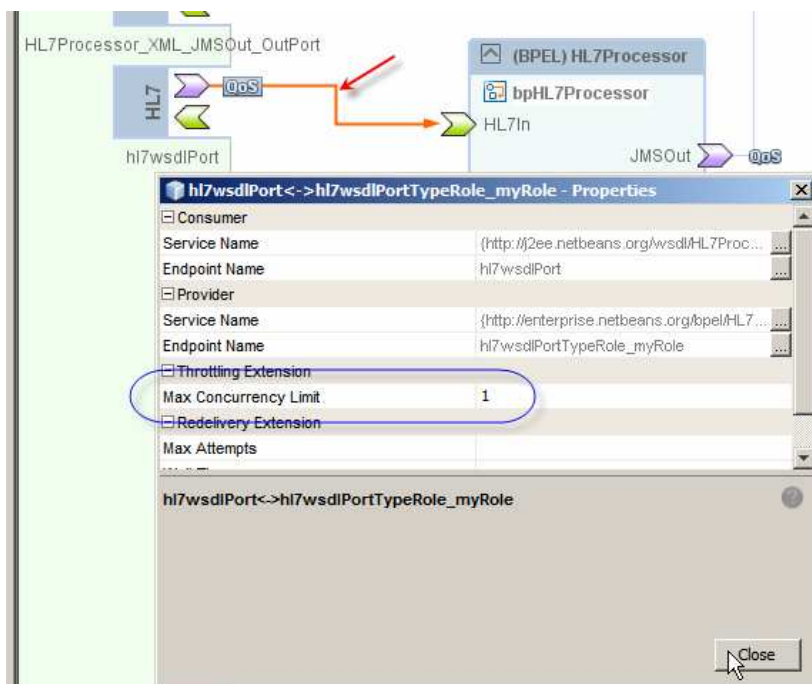 HL7Processor_XML_JMSOut_OutPort
(BPEL) HL7Processor
HL7
QoS
bpHL7Processor
HL7In
hl7wsdlPort
JMSOut
QoS
hl7wsdlPort<->hl7wsdlPortTypeRole_myRole - Properties
Consumer
Service Name {http://j2ee.netbeans.org/wsdl/HL7Proc... ...
Endpoint Name hl7wsdlPort ...
Provider
Service Name {http://enterprise.netbeans.org/bpel/HL7... ...
Endpoint Name hl7wsdlPortTypeRole_myRole ...
Throttling Extension
Max Concurrency Limit 1
Redelivery Extension
Max Attempts
hl7wsdlPort<->hl7wsdlPortTypeRole_myRole
Close